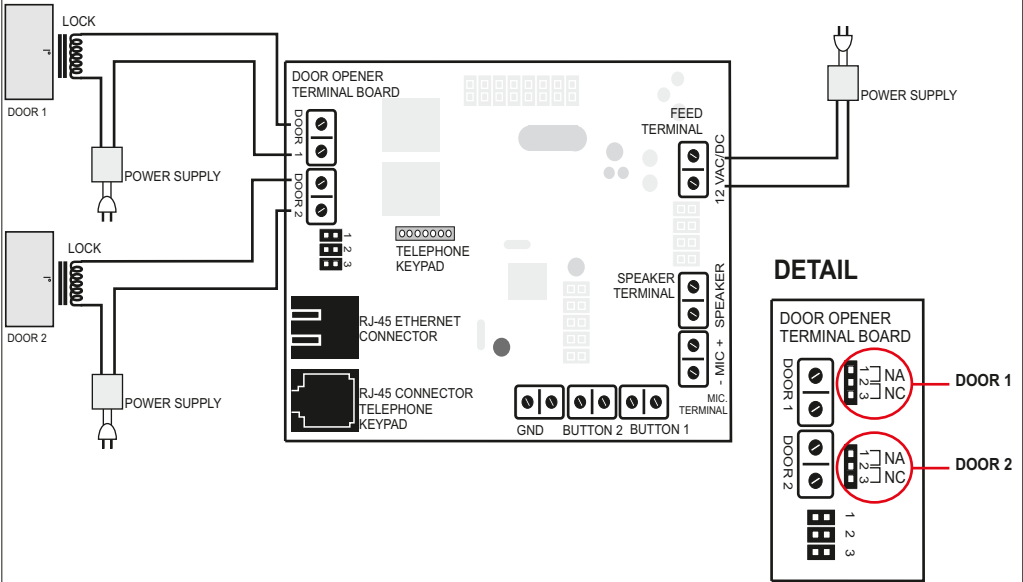 LOCK
DOOR 1
POWER SUPPLY
LOCK
DOOR 2
POWER SUPPLY
DOOR OPENER
TERMINAL BOARD
DOOR 1
DOOR 2
1
2
3
TELEPHONE
KEYPAD
RJ-45 ETHERNET
CONNECTOR
RJ-45 CONNECTOR
TELEPHONE
KEYPAD
FEED
TERMINAL
12 VAC/DC
POWER SUPPLY
SPEAKER
TERMINAL
SPEAKER
- MIC +
MIC.
TERMINAL
GND
BUTTON 2
BUTTON 1
DETAIL
DOOR OPENER
TERMINAL BOARD
DOOR 1
1
2
3
NA
NC
DOOR 1
DOOR 2
1
2
3
NA
NC
DOOR 2
1
2
3